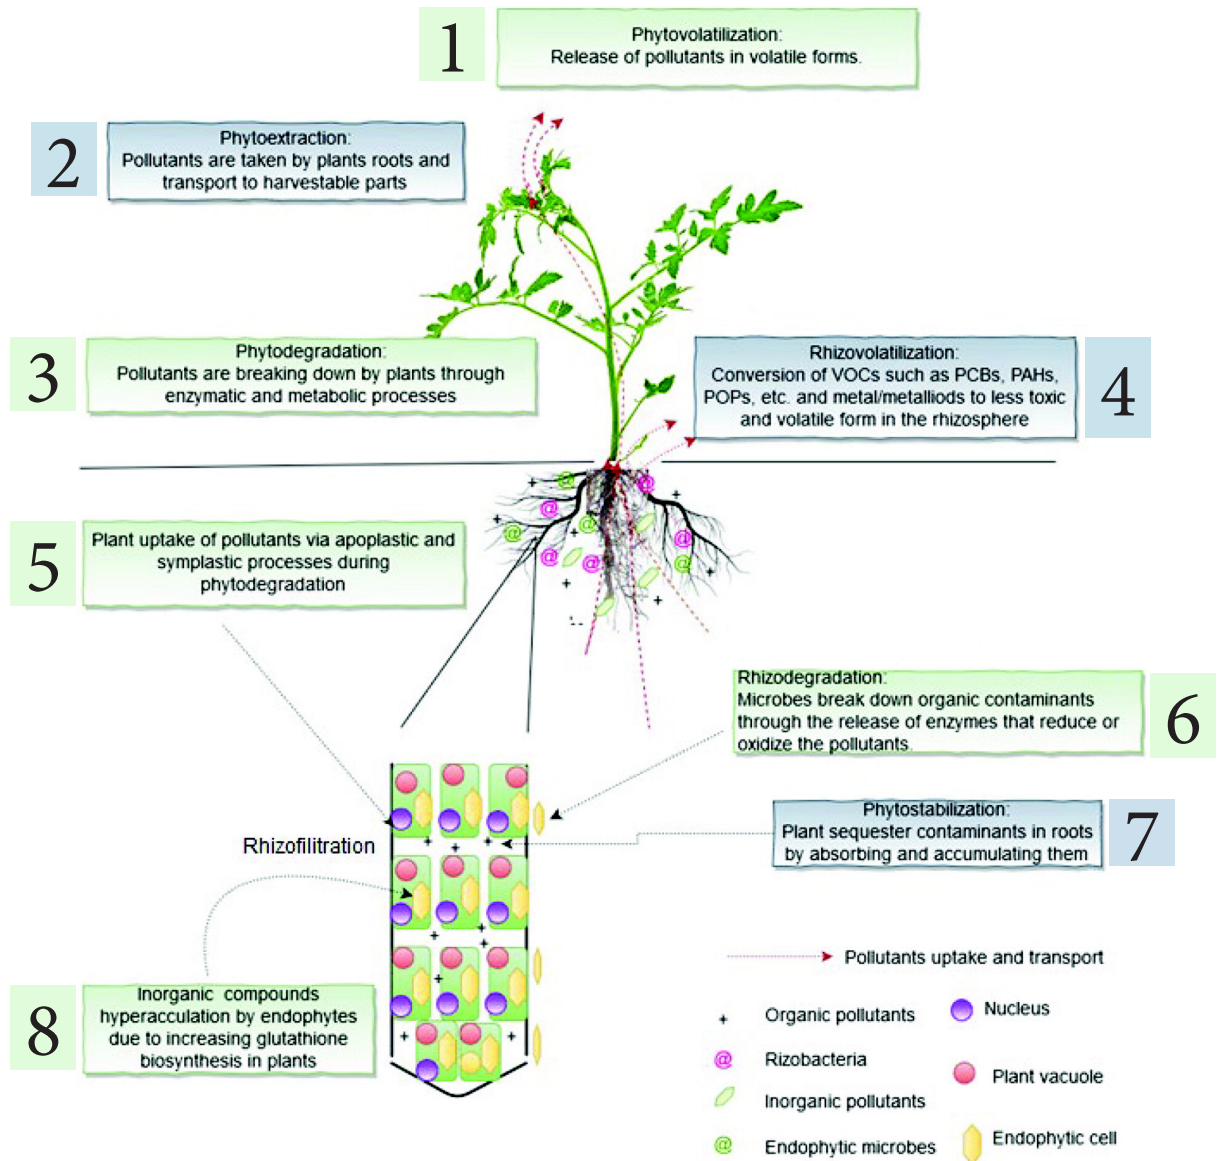 1
Phytovolatilization:
Release of pollutants in volatile forms.
2
Phytoextraction:
Pollutants are taken by plants roots and
transport to harvestable parts
3
Phytodegradation:
Pollutants are breaking down by plants through
enzymatic and metabolic processes
Rhizovolatilization:
Conversion of VOCs such as PCBs, PAHs,
POPs, etc. and metal/metalliods to less toxic
and volatile form in the rhizosphere
4
5
Plant uptake of pollutants via apoplastic and
symplastic processes during
phytodegradation
Rhizodegradation:
Microbes break down organic contaminants
through the release of enzymes that reduce or
oxidize the pollutants.
6
Phytostabilization:
Plant sequester contaminants in roots
by absorbing and accumulating them
7
Rhizofilitration
8
Inorganic compounds
hyperacculation by endophytes
due to increasing glutathione
biosynthesis in plants
Pollutants uptake and transport
Organic pollutants
Nucleus
Rizobacteria
Plant vacuole
Inorganic pollutants
Endophytic microbes
Endophytic cell